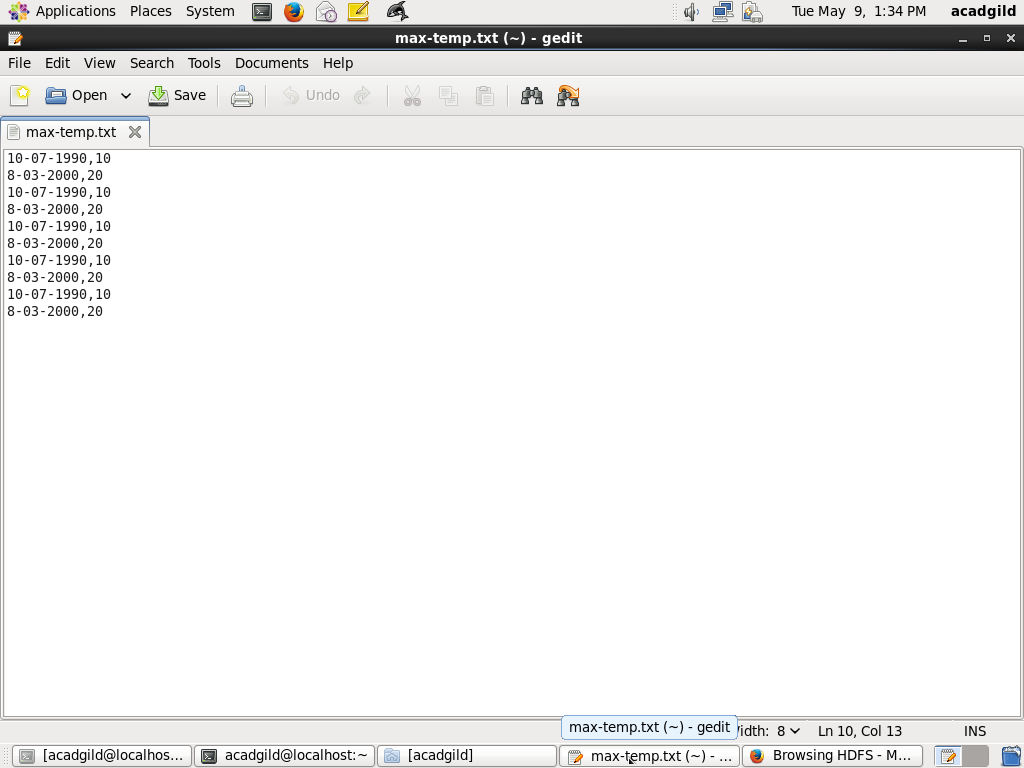 Applications Places System Tue May 9, 1:34 PM acadgild
max-temp.txt (~) - gedit
File Edit View Search Tools Documents Help
Open Save Undo
max-temp.txt
10-07-1990,10
8-03-2000,20
10-07-1990,10
8-03-2000,20
10-07-1990,10
8-03-2000,20
10-07-1990,10
8-03-2000,20
10-07-1990,10
8-03-2000,20
max-temp.txt (~) - gedit
idth: 8 Ln 10, Col 13 INS
[acadgild@localhos... acadgild@localhost:~ [acadgild] max-temp.txt (~) - ... Browsing HDFS - M...